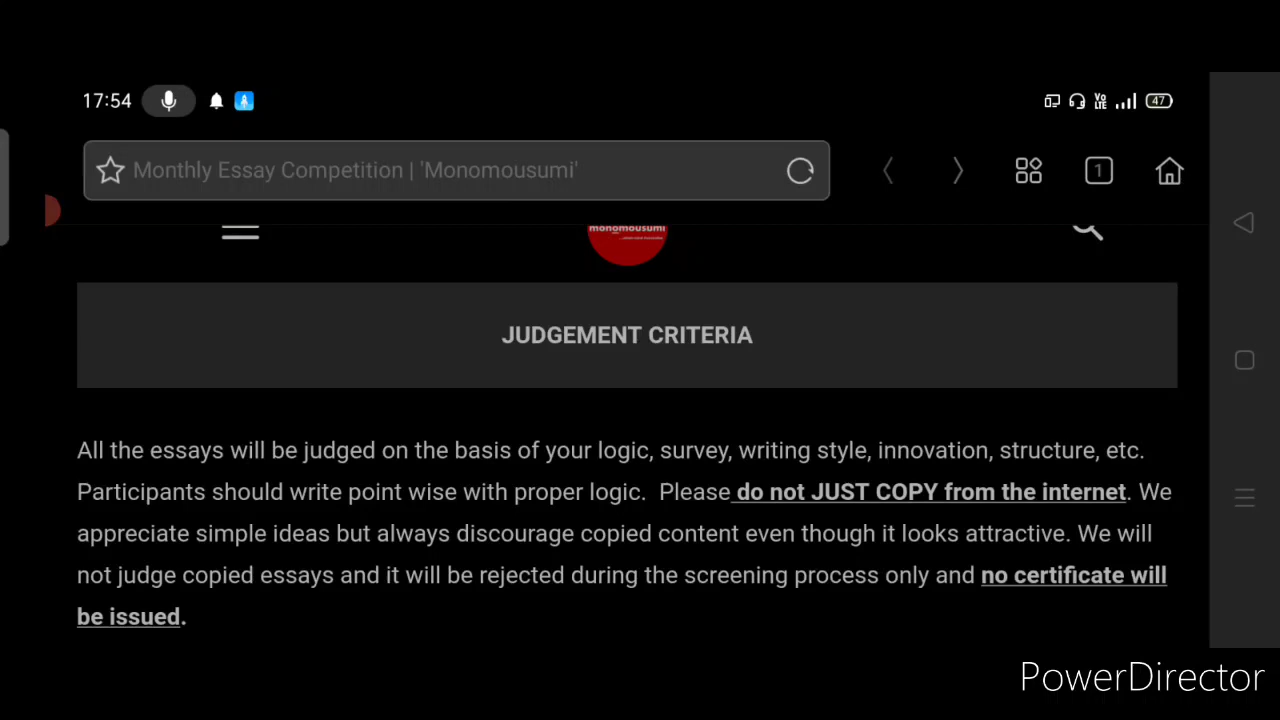 17:54
Vo LTE
47
Monthly Essay Competition | 'Monomousumi'
1
monomousumi
JUDGEMENT CRITERIA
All the essays will be judged on the basis of your logic, survey, writing style, innovation, structure, etc.
Participants should write point wise with proper logic.  Please do not JUST COPY from the internet. We
appreciate simple ideas but always discourage copied content even though it looks attractive. We will
not judge copied essays and it will be rejected during the screening process only and no certificate will
be issued.
PowerDirector